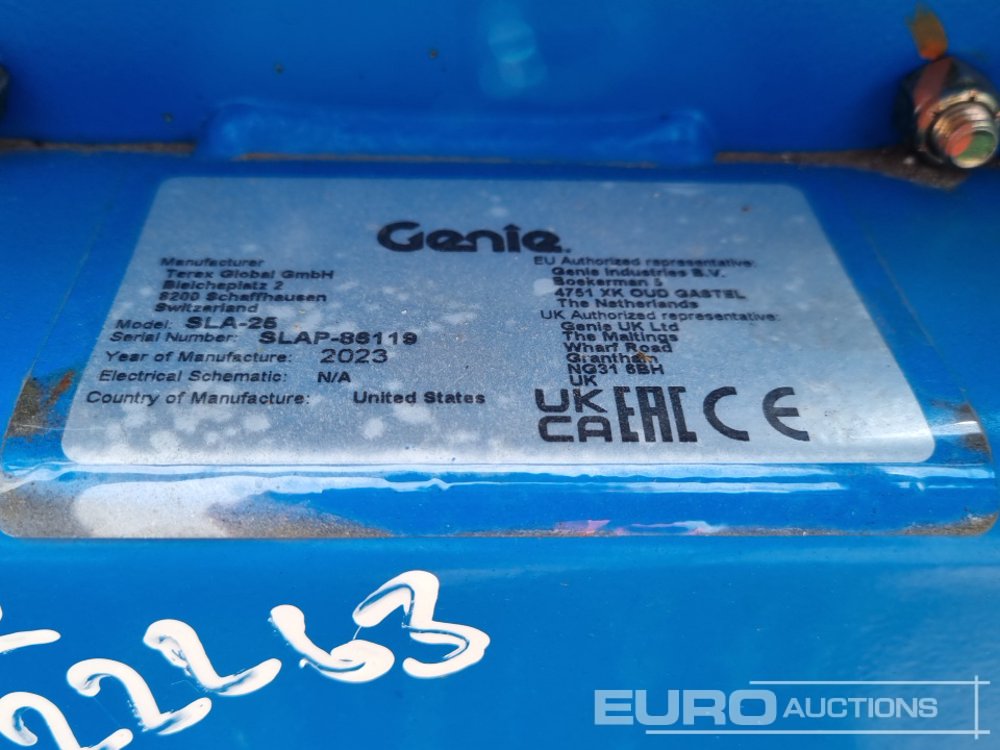 Genie
Manufacturer
Terex Global GmbH
Bleicheplatz 2
8200 Schaffhausen
Switzerland
Model: SLA-25
Serial Number: SLAP-86119
Year of Manufacture: 2023
Electrical Schematic: N/A
Country of Manufacture: United States
EU Authorized representative:
Genie Industries B.V.
Boekerman 5
4751 XK OUD GASTEL
The Netherlands
UK Authorized representative:
Genie UK Ltd
The Maltings
Wharf Road
Grantham
NG31 6BH
UK
UK
CA EAC CE
2263
EURO AUCTIONS